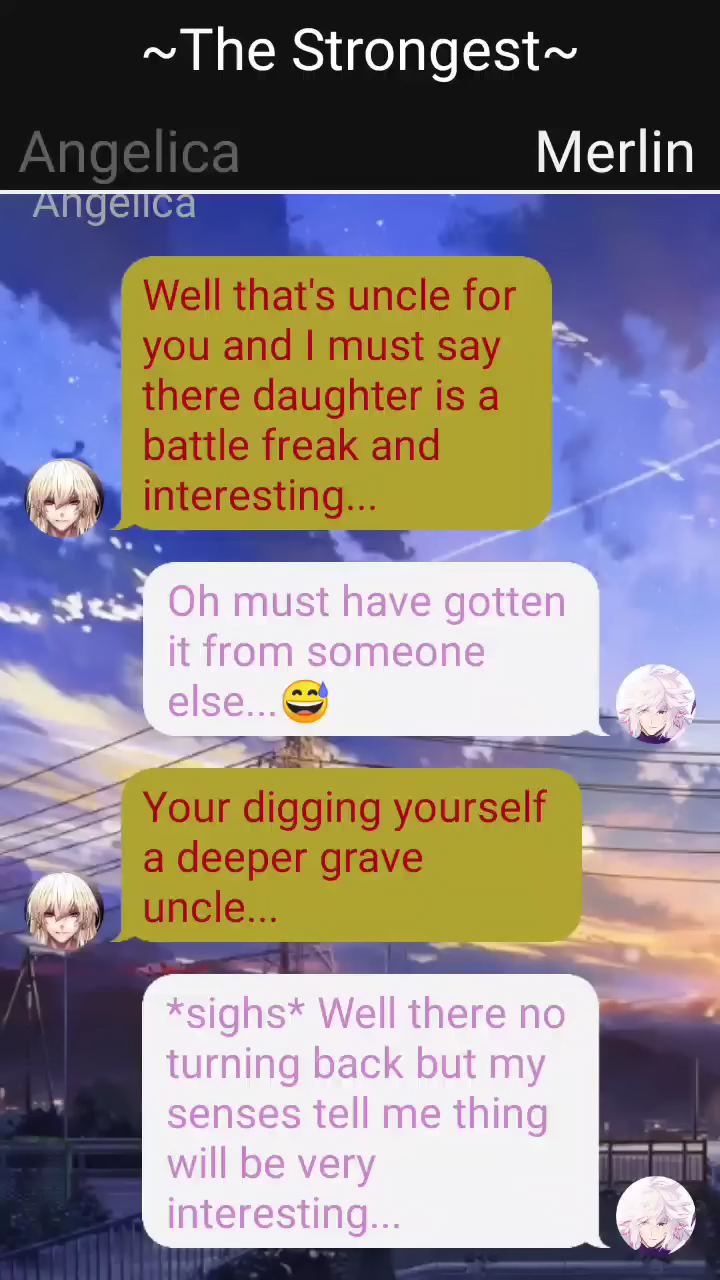 ~The Strongest~
Angelica
Merlin
Angelica
Well that's uncle for
you and I must say
there daughter is a
battle freak and
interesting...
Oh must have gotten
it from someone
else...😅
Your digging yourself
a deeper grave
uncle...
*sighs* Well there no
turning back but my
senses tell me thing
will be very
interesting...